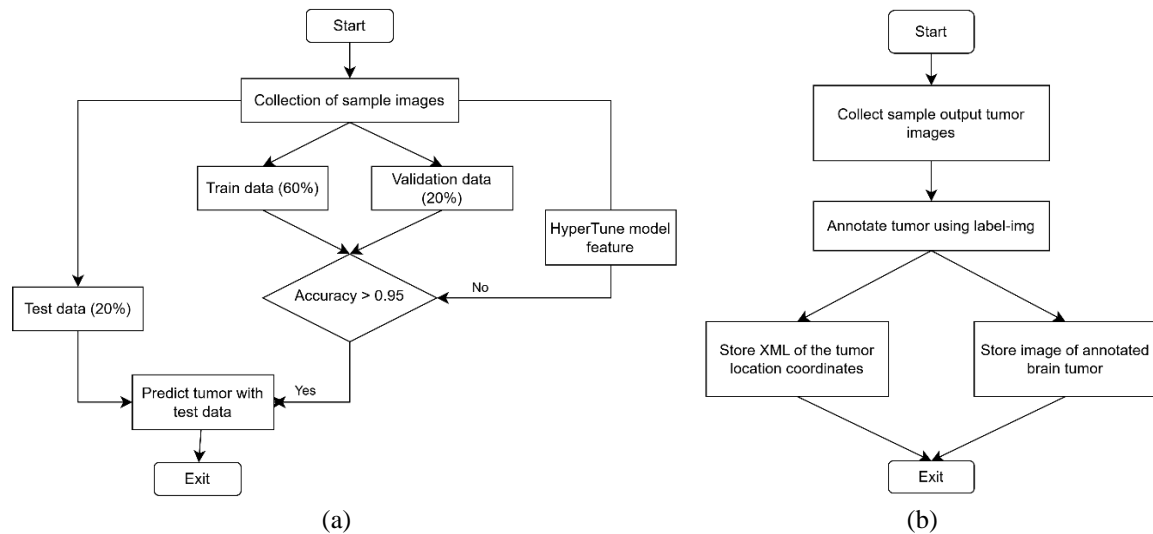 Start
Collection of sample images
Train data (60%)
Validation data
(20%)
HyperTune model
feature
Test data (20%)
Accuracy > 0.95
No
Yes
Predict tumor with
test data
Exit
(a)
Start
Collect sample output tumor
images
Annotate tumor using label-img
Store XML of the tumor
location coordinates
Store image of annotated
brain tumor
Exit
(b)